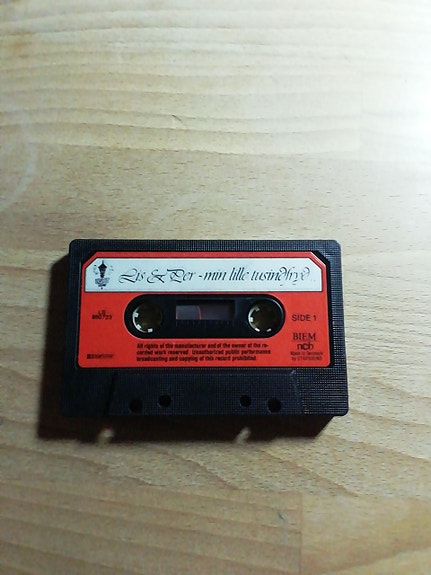 Lis & Per - min lille tusindfryd
LB
SIDE 1
All rights of the manufacturer and of the owner of the re-
corded work reserved. Unauthorized public performance
broadcasting and copying of this record prohibited.
BIEM
ncb
Made in Denmark